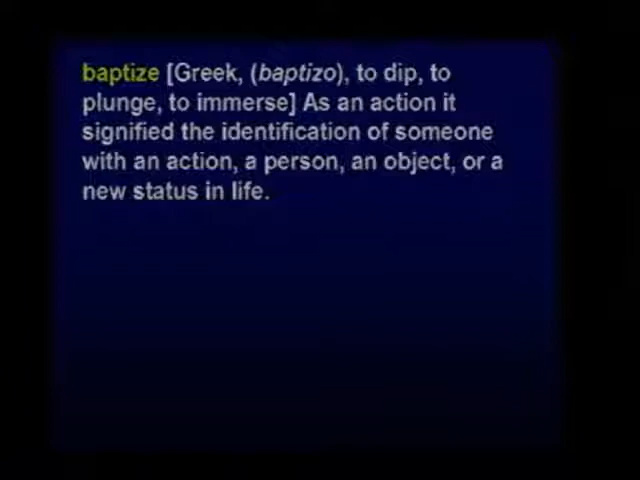 baptize [Greek, (baptizo), to dip, to
plunge, to immerse] As an action it
signified the identification of someone
with an action, a person, an object, or a
new status in life.